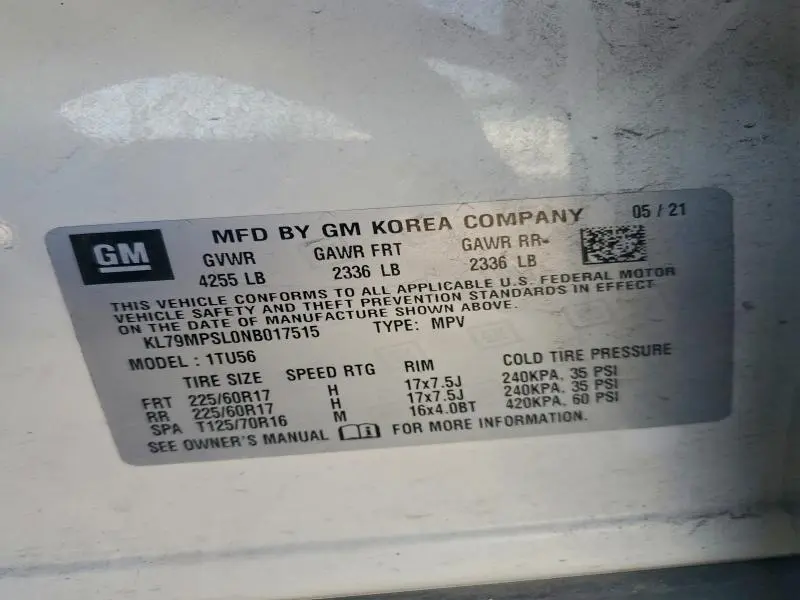 GM
MFD BY GM KOREA COMPANY 05 / 21
GVWR GAWR FRT GAWR RR
4255 LB 2336 LB 2336 LB
THIS VEHICLE CONFORMS TO ALL APPLICABLE U.S. FEDERAL MOTOR
VEHICLE SAFETY AND THEFT PREVENTION STANDARDS IN EFFECT
ON THE DATE OF MANUFACTURE SHOWN ABOVE.
KL79MPSL0NB017515 TYPE: MPV
MODEL : 1TU56
TIRE SIZE SPEED RTG RIM COLD TIRE PRESSURE
FRT 225/60R17 H 17x7.5J 240KPA, 35 PSI
RR 225/60R17 H 17x7.5J 240KPA, 35 PSI
SPA T125/70R16 M 16x4.0BT 420KPA, 60 PSI
SEE OWNER'S MANUAL FOR MORE INFORMATION.